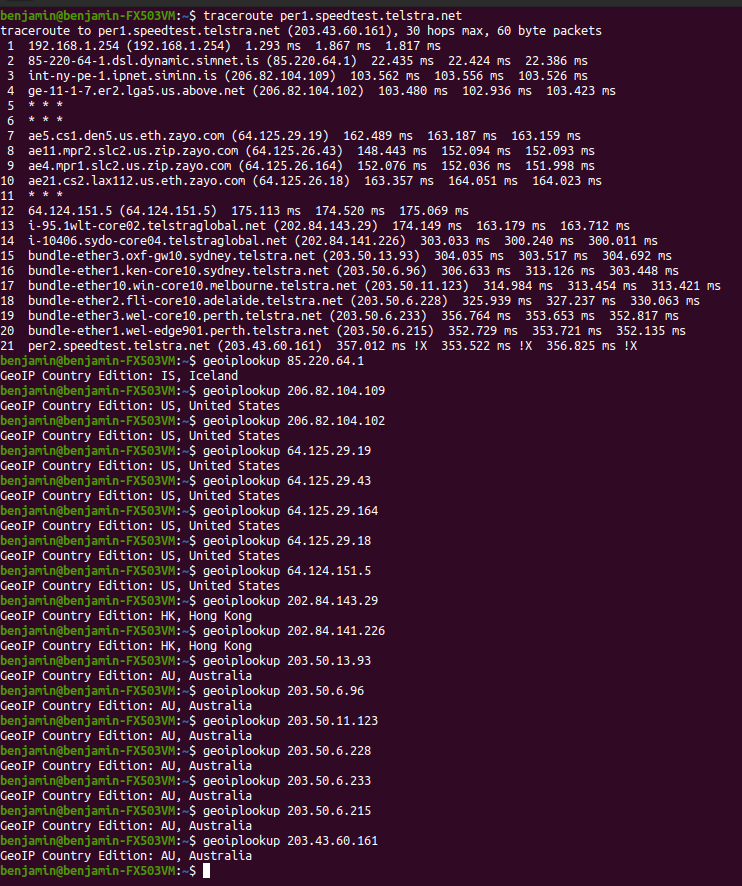 benjamin@benjamin-FX503VM:~$ traceroute per1.speedtest.telstra.net
traceroute to per1.speedtest.telstra.net (203.43.60.161), 30 hops max, 60 byte packets
 1  192.168.1.254 (192.168.1.254)  1.293 ms  1.867 ms  1.817 ms
 2  85-220-64-1.dsl.dynamic.simnet.is (85.220.64.1)  22.435 ms  22.424 ms  22.386 ms
 3  int-ny-pe-1.ipnet.siminn.is (206.82.104.109)  103.562 ms  103.556 ms  103.526 ms
 4  ge-11-1-7.er2.lga5.us.above.net (206.82.104.102)  103.480 ms  102.936 ms  103.423 ms
 5  * * *
 6  * * *
 7  ae5.cs1.den5.us.eth.zayo.com (64.125.29.19)  162.489 ms  163.187 ms  163.159 ms
 8  ae11.mpr2.slc2.us.zip.zayo.com (64.125.26.43)  148.443 ms  152.094 ms  152.093 ms
 9  ae4.mpr1.slc2.us.zip.zayo.com (64.125.26.164)  152.076 ms  152.036 ms  151.998 ms
10  ae21.cs2.lax112.us.eth.zayo.com (64.125.26.18)  163.357 ms  164.051 ms  164.023 ms
11  * * *
12  64.124.151.5 (64.124.151.5)  175.113 ms  174.520 ms  175.069 ms
13  i-95.1wlt-core02.telstraglobal.net (202.84.143.29)  174.149 ms  163.179 ms  163.712 ms
14  i-10406.sydo-core04.telstraglobal.net (202.84.141.226)  303.033 ms  300.240 ms  300.011 ms
15  bundle-ether3.oxf-gw10.sydney.telstra.net (203.50.13.93)  304.035 ms  303.517 ms  304.692 ms
16  bundle-ether1.ken-core10.sydney.telstra.net (203.50.6.96)  306.633 ms  313.126 ms  303.448 ms
17  bundle-ether10.win-core10.melbourne.telstra.net (203.50.11.123)  314.984 ms  313.454 ms  313.421 ms
18  bundle-ether2.fli-core10.adelaide.telstra.net (203.50.6.228)  325.939 ms  327.237 ms  330.063 ms
19  bundle-ether3.wel-core10.perth.telstra.net (203.50.6.233)  356.764 ms  353.653 ms  352.817 ms
20  bundle-ether1.wel-edge901.perth.telstra.net (203.50.6.215)  352.729 ms  353.721 ms  352.135 ms
21  per2.speedtest.telstra.net (203.43.60.161)  357.012 ms !X  353.522 ms !X  356.825 ms !X
benjamin@benjamin-FX503VM:~$ geoiplookup 85.220.64.1
GeoIP Country Edition: IS, Iceland
benjamin@benjamin-FX503VM:~$ geoiplookup 206.82.104.109
GeoIP Country Edition: US, United States
benjamin@benjamin-FX503VM:~$ geoiplookup 206.82.104.102
GeoIP Country Edition: US, United States
benjamin@benjamin-FX503VM:~$ geoiplookup 64.125.29.19
GeoIP Country Edition: US, United States
benjamin@benjamin-FX503VM:~$ geoiplookup 64.125.29.43
GeoIP Country Edition: US, United States
benjamin@benjamin-FX503VM:~$ geoiplookup 64.125.29.164
GeoIP Country Edition: US, United States
benjamin@benjamin-FX503VM:~$ geoiplookup 64.125.29.18
GeoIP Country Edition: US, United States
benjamin@benjamin-FX503VM:~$ geoiplookup 64.124.151.5
GeoIP Country Edition: US, United States
benjamin@benjamin-FX503VM:~$ geoiplookup 202.84.143.29
GeoIP Country Edition: HK, Hong Kong
benjamin@benjamin-FX503VM:~$ geoiplookup 202.84.141.226
GeoIP Country Edition: HK, Hong Kong
benjamin@benjamin-FX503VM:~$ geoiplookup 203.50.13.93
GeoIP Country Edition: AU, Australia
benjamin@benjamin-FX503VM:~$ geoiplookup 203.50.6.96
GeoIP Country Edition: AU, Australia
benjamin@benjamin-FX503VM:~$ geoiplookup 203.50.11.123
GeoIP Country Edition: AU, Australia
benjamin@benjamin-FX503VM:~$ geoiplookup 203.50.6.228
GeoIP Country Edition: AU, Australia
benjamin@benjamin-FX503VM:~$ geoiplookup 203.50.6.233
GeoIP Country Edition: AU, Australia
benjamin@benjamin-FX503VM:~$ geoiplookup 203.50.6.215
GeoIP Country Edition: AU, Australia
benjamin@benjamin-FX503VM:~$ geoiplookup 203.43.60.161
GeoIP Country Edition: AU, Australia
benjamin@benjamin-FX503VM:~$